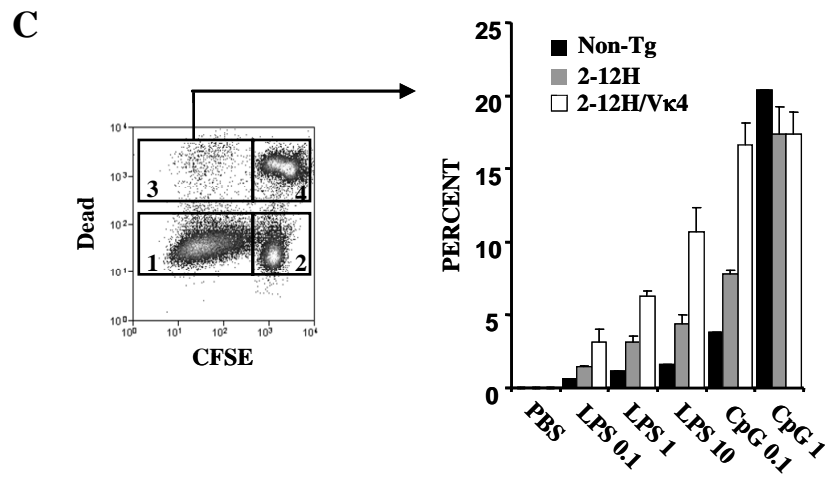 C
Dead
10⁴
10³
10²
10¹
10⁰
3
4
1
2
10⁰ 10¹ 10² 10³ 10⁴
CFSE
PERCENT
25
20
15
10
5
0
Non-Tg
2-12H
2-12H/Vκ4
PBS
LPS 0.1
LPS 1
LPS 10
CpG 0.1
CpG 1